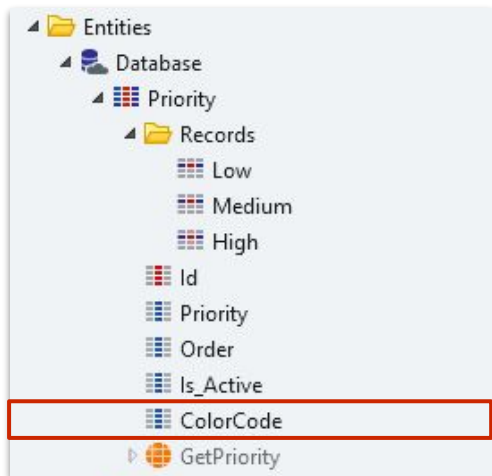 Entities
Database
Priority
Records
Low
Medium
High
Id
Priority
Order
Is_Active
ColorCode
GetPriority